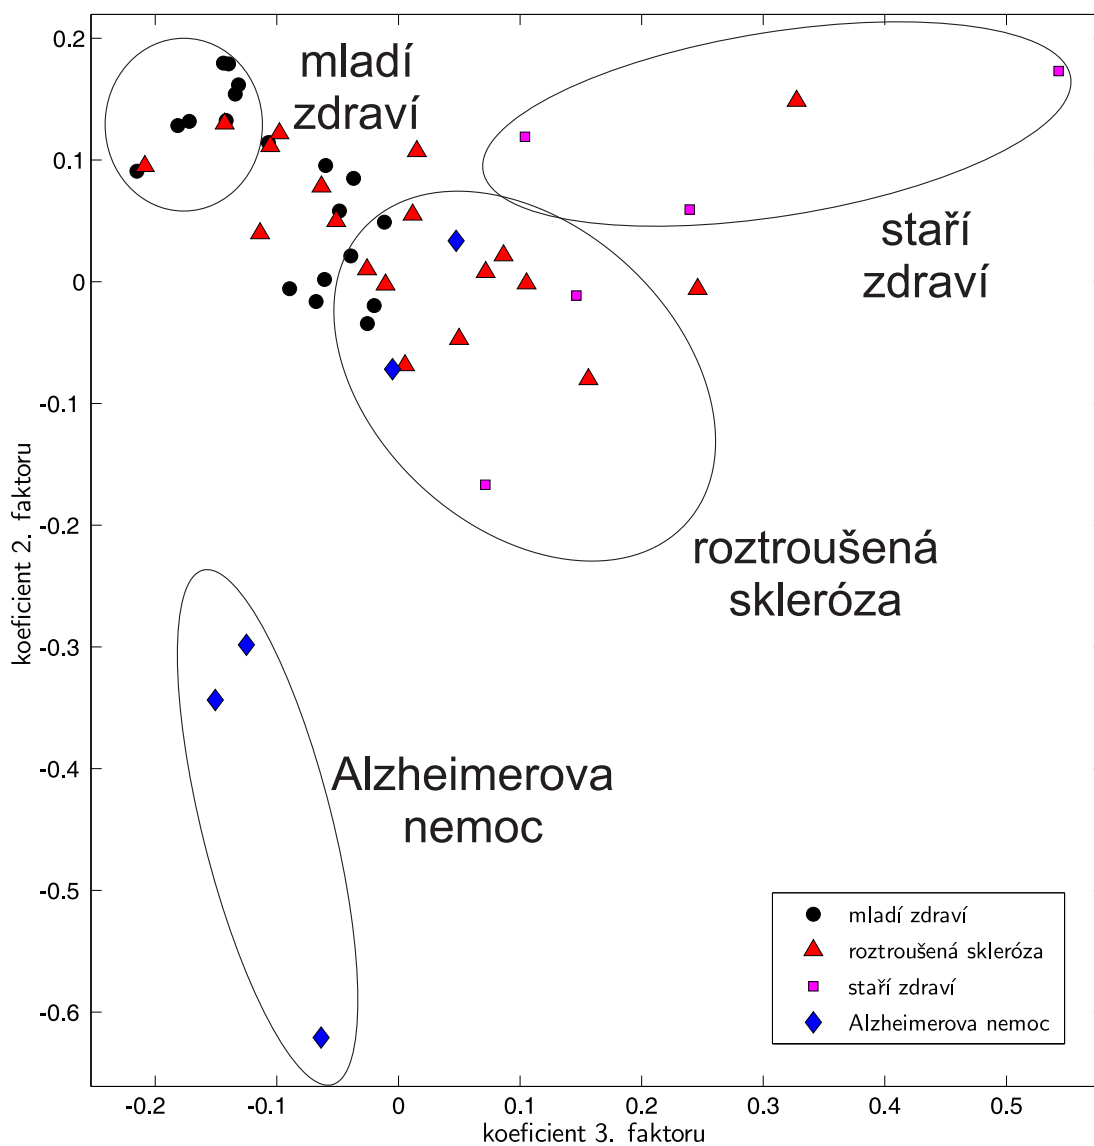 0.2
0.1
0
-0.1
-0.2
-0.3
-0.4
-0.5
-0.6
koeficient 2. faktoru
mladí
zdraví
staří
zdraví
roztroušená
skleróza
Alzheimerova
nemoc
mladí zdraví
roztroušená skleróza
staří zdraví
Alzheimerova nemoc
-0.2 -0.1 0 0.1 0.2 0.3 0.4 0.5
koeficient 3. faktoru